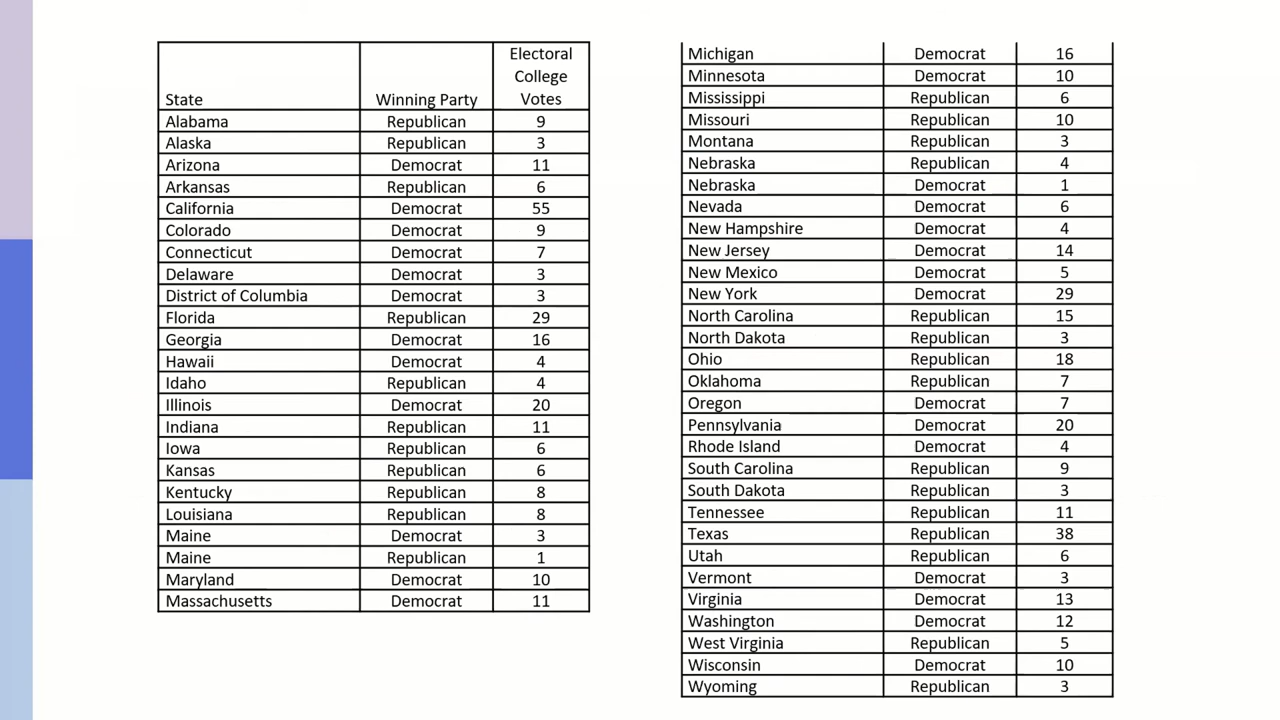 State Winning Party Electoral College Votes
Alabama Republican 9
Alaska Republican 3
Arizona Democrat 11
Arkansas Republican 6
California Democrat 55
Colorado Democrat 9
Connecticut Democrat 7
Delaware Democrat 3
District of Columbia Democrat 3
Florida Republican 29
Georgia Democrat 16
Hawaii Democrat 4
Idaho Republican 4
Illinois Democrat 20
Indiana Republican 11
Iowa Republican 6
Kansas Republican 6
Kentucky Republican 8
Louisiana Republican 8
Maine Democrat 3
Maine Republican 1
Maryland Democrat 10
Massachusetts Democrat 11
Michigan Democrat 16
Minnesota Democrat 10
Mississippi Republican 6
Missouri Republican 10
Montana Republican 3
Nebraska Republican 4
Nebraska Democrat 1
Nevada Democrat 6
New Hampshire Democrat 4
New Jersey Democrat 14
New Mexico Democrat 5
New York Democrat 29
North Carolina Republican 15
North Dakota Republican 3
Ohio Republican 18
Oklahoma Republican 7
Oregon Democrat 7
Pennsylvania Democrat 20
Rhode Island Democrat 4
South Carolina Republican 9
South Dakota Republican 3
Tennessee Republican 11
Texas Republican 38
Utah Republican 6
Vermont Democrat 3
Virginia Democrat 13
Washington Democrat 12
West Virginia Republican 5
Wisconsin Democrat 10
Wyoming Republican 3